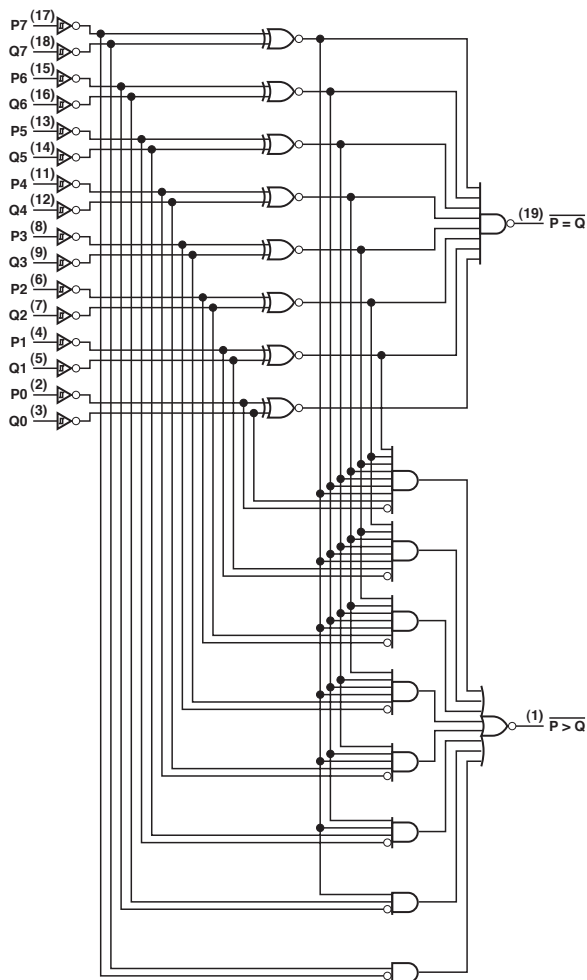 P7 (17)
Q7 (18)
P6 (15)
Q6 (16)
P5 (13)
Q5 (14)
P4 (11)
Q4 (12)
P3 (8)
Q3 (9)
P2 (6)
Q2 (7)
P1 (4)
Q1 (5)
P0 (2)
Q0 (3)
(19) P = Q
(1) P > Q